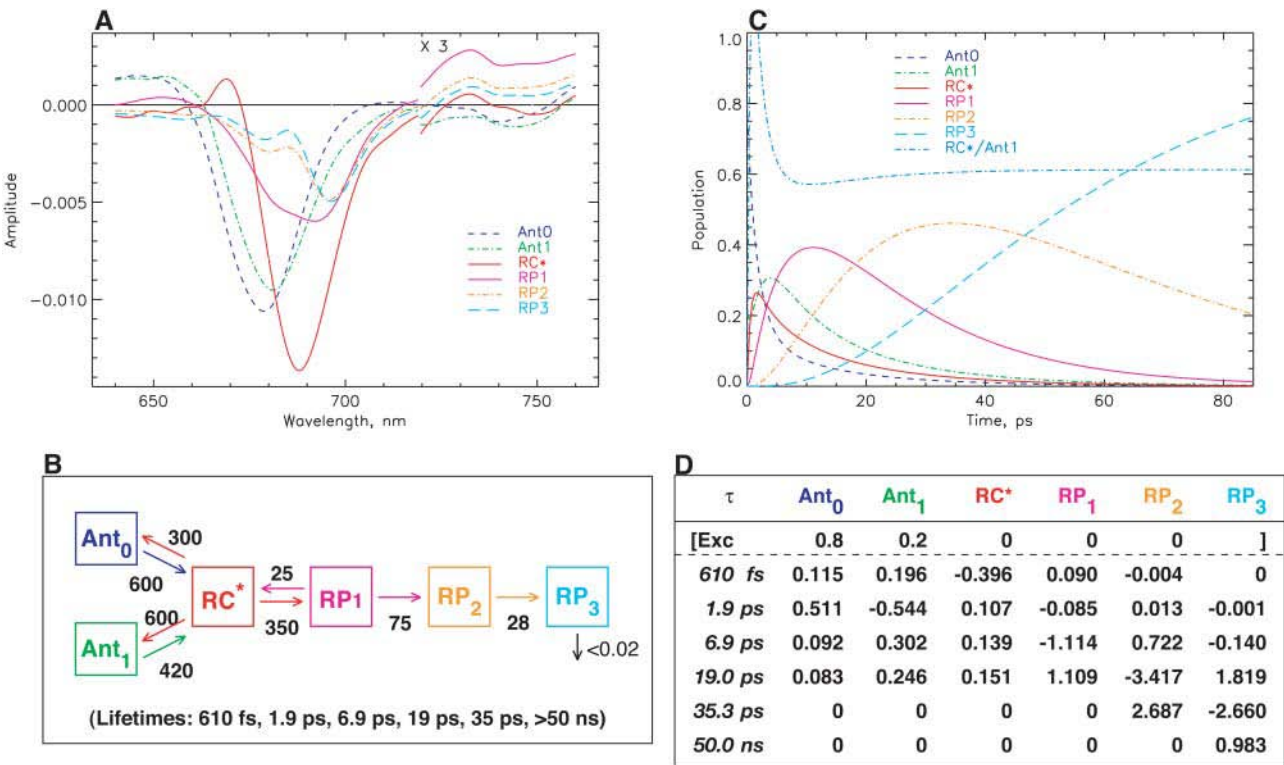 A
X 3
0.000
-0.005
-0.010
Amplitude
650
700
750
Wavelength, nm
Ant0
Ant1
RC*
RP1
RP2
RP3
C
1.0
0.8
0.6
0.4
0.2
0.0
Population
0
20
40
60
80
Time, ps
Ant0
Ant1
RC*
RP1
RP2
RP3
RC*/Ant1
B
Ant0
300
600
RC*
25
350
RP1
75
RP2
28
RP3
<0.02
600
Ant1
420
(Lifetimes: 610 fs, 1.9 ps, 6.9 ps, 19 ps, 35 ps, >50 ns)
D
τ Ant0 Ant1 RC* RP1 RP2 RP3
[Exc 0.8 0.2 0 0 0 0 ]
610 fs 0.115 0.196 -0.396 0.090 -0.004 0
1.9 ps 0.511 -0.544 0.107 -0.085 0.013 -0.001
6.9 ps 0.092 0.302 0.139 -1.114 0.722 -0.140
19.0 ps 0.083 0.246 0.151 1.109 -3.417 1.819
35.3 ps 0 0 0 0 2.687 -2.660
50.0 ns 0 0 0 0 0 0.983